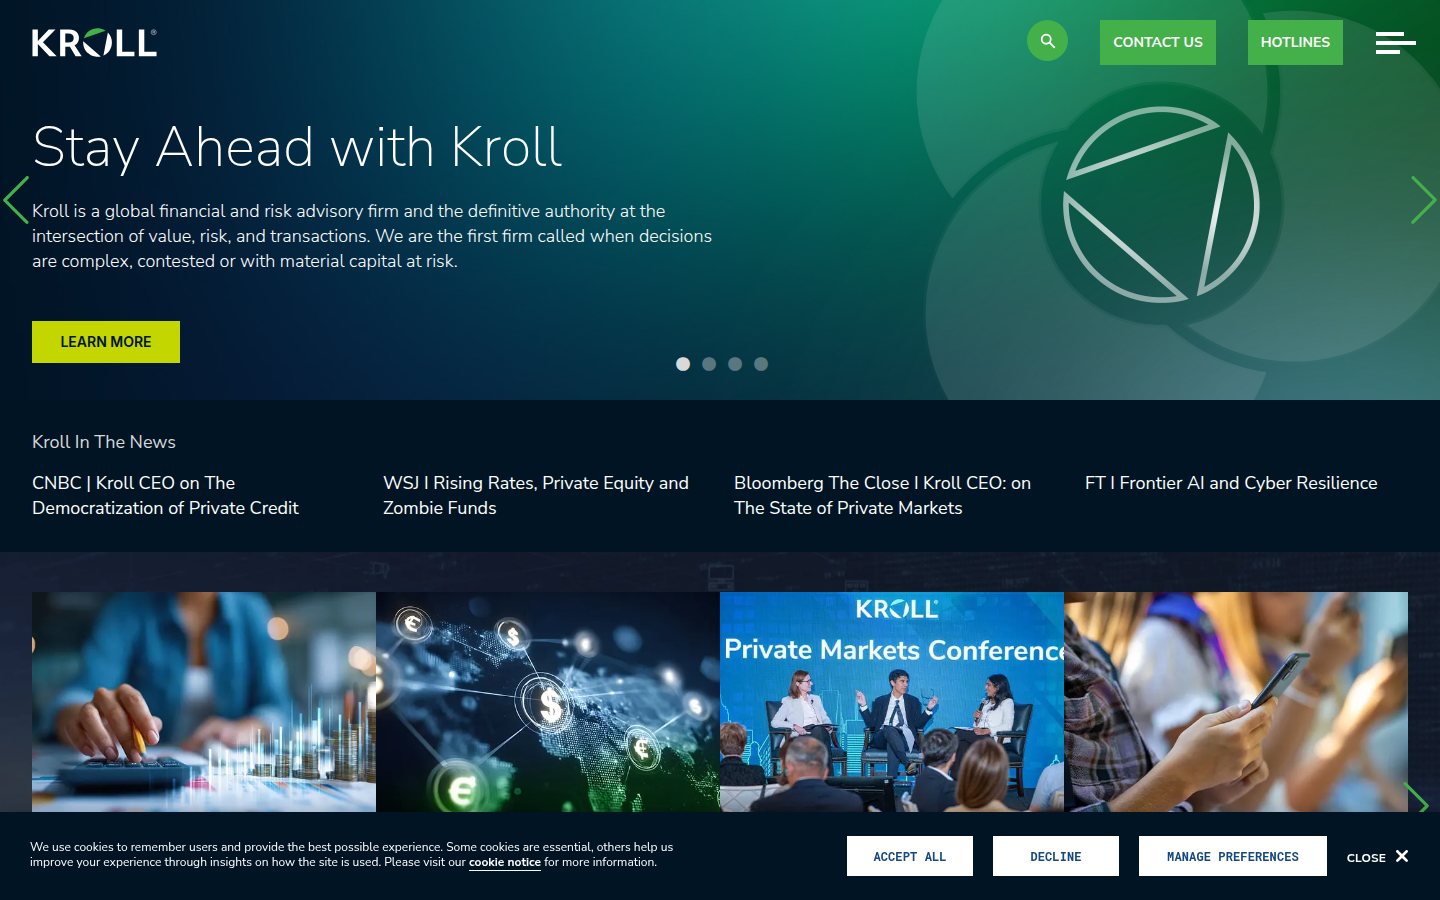 KROLL®
CONTACT US
HOTLINES
Stay Ahead with Kroll
Kroll is a global financial and risk advisory firm and the definitive authority at the
intersection of value, risk, and transactions. We are the first firm called when decisions
are complex, contested or with material capital at risk.
LEARN MORE
Kroll In The News
CNBC | Kroll CEO on The
Democratization of Private Credit
WSJ I Rising Rates, Private Equity and
Zombie Funds
Bloomberg The Close I Kroll CEO: on
The State of Private Markets
FT I Frontier AI and Cyber Resilience
KROLL
Private Markets Conference
We use cookies to remember users and provide the best possible experience. Some cookies are essential, others help us
improve your experience through insights on how the site is used. Please visit our cookie notice for more information.
ACCEPT ALL
DECLINE
MANAGE PREFERENCES
CLOSE